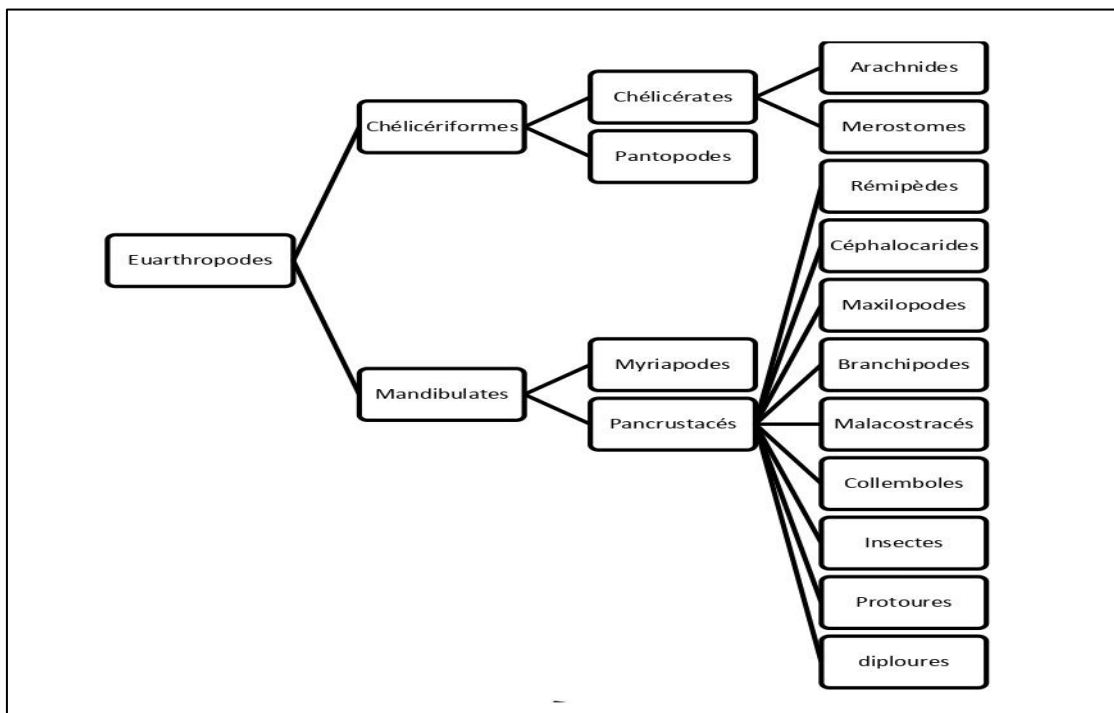 Euarthropodes
Chélicériformes
Mandibulates
Chélicérates
Pantopodes
Myriapodes
Pancrustacés
Arachnides
Merostomes
Rémipèdes
Céphalocarides
Maxilopodes
Branchipodes
Malacostracés
Collemboles
Insectes
Protoures
diploures